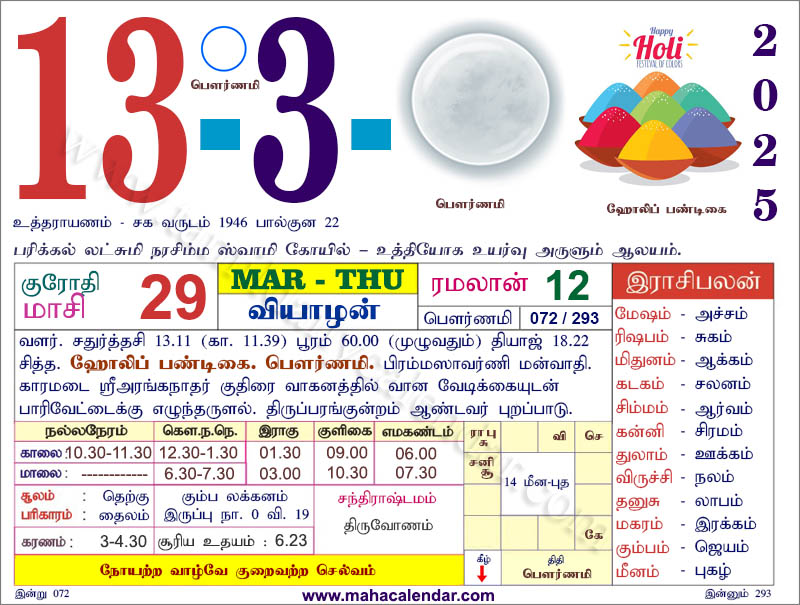 13-3-
2025
பௌர்ணமி
பௌர்ணமி
Happy
Holi
FESTIVAL OF COLORS
ஹோலிப் பண்டிகை
உத்தராயணம் - சக வருடம் 1946 பால்குன 22
பரிக்கல் லட்சுமி நரசிம்ம ஸ்வாமி கோயில் – உத்தியோக உயர்வு அருளும் ஆலயம்.
குரோதி
மாசி 29
MAR - THU
வியாழன்
ரமலான் 12
பௌர்ணமி 072 / 293
வளர். சதுர்த்தசி 13.11 (கா. 11.39) பூரம் 60.00 (முழுவதும்) தியாஜ் 18.22
சித்த. ஹோலிப் பண்டிகை. பௌர்ணமி. பிரம்மஸாவர்ணி மன்வாதி.
காரமடை ஸ்ரீஅரங்கநாதர் குதிரை வாகனத்தில் வான வேடிக்கையுடன்
பாரிவேட்டைக்கு எழுந்தருளல். திருப்பரங்குன்றம் ஆண்டவர் புறப்பாடு.
நல்லநேரம் கௌ.ந.நெ. இராகு குளிகை எமகண்டம்
காலை: 10.30-11.30 12.30-1.30 01.30 09.00 06.00
மாலை: ------------ 6.30-7.30 03.00 10.30 07.30
சூலம் : தெற்கு
பரிகாரம் : தைலம்
கும்ப லக்கனம்
இருப்பு நா. 0 வி. 19
சந்திராஷ்டமம்
திருவோணம்
கரணம்: 3-4.30 சூரிய உதயம் : 6.23
நோயற்ற வாழ்வே குறைவற்ற செல்வம்
ரா பு
சு
வி
செ
சனி
சூ
14 மீன-புத
கே
கீழ்
திதி
பௌர்ணமி
இராசிபலன்
மேஷம் - அச்சம்
ரிஷபம் - சுகம்
மிதுனம் - ஆக்கம்
கடகம் - சலனம்
சிம்மம் - ஆர்வம்
கன்னி - சிரமம்
துலாம் - ஊக்கம்
விருச்சி - நலம்
தனுசு - லாபம்
மகரம் - இரக்கம்
கும்பம் - ஜெயம்
மீனம் - புகழ்
இன்று 072
www.mahacalendar.com
இன்னும் 293